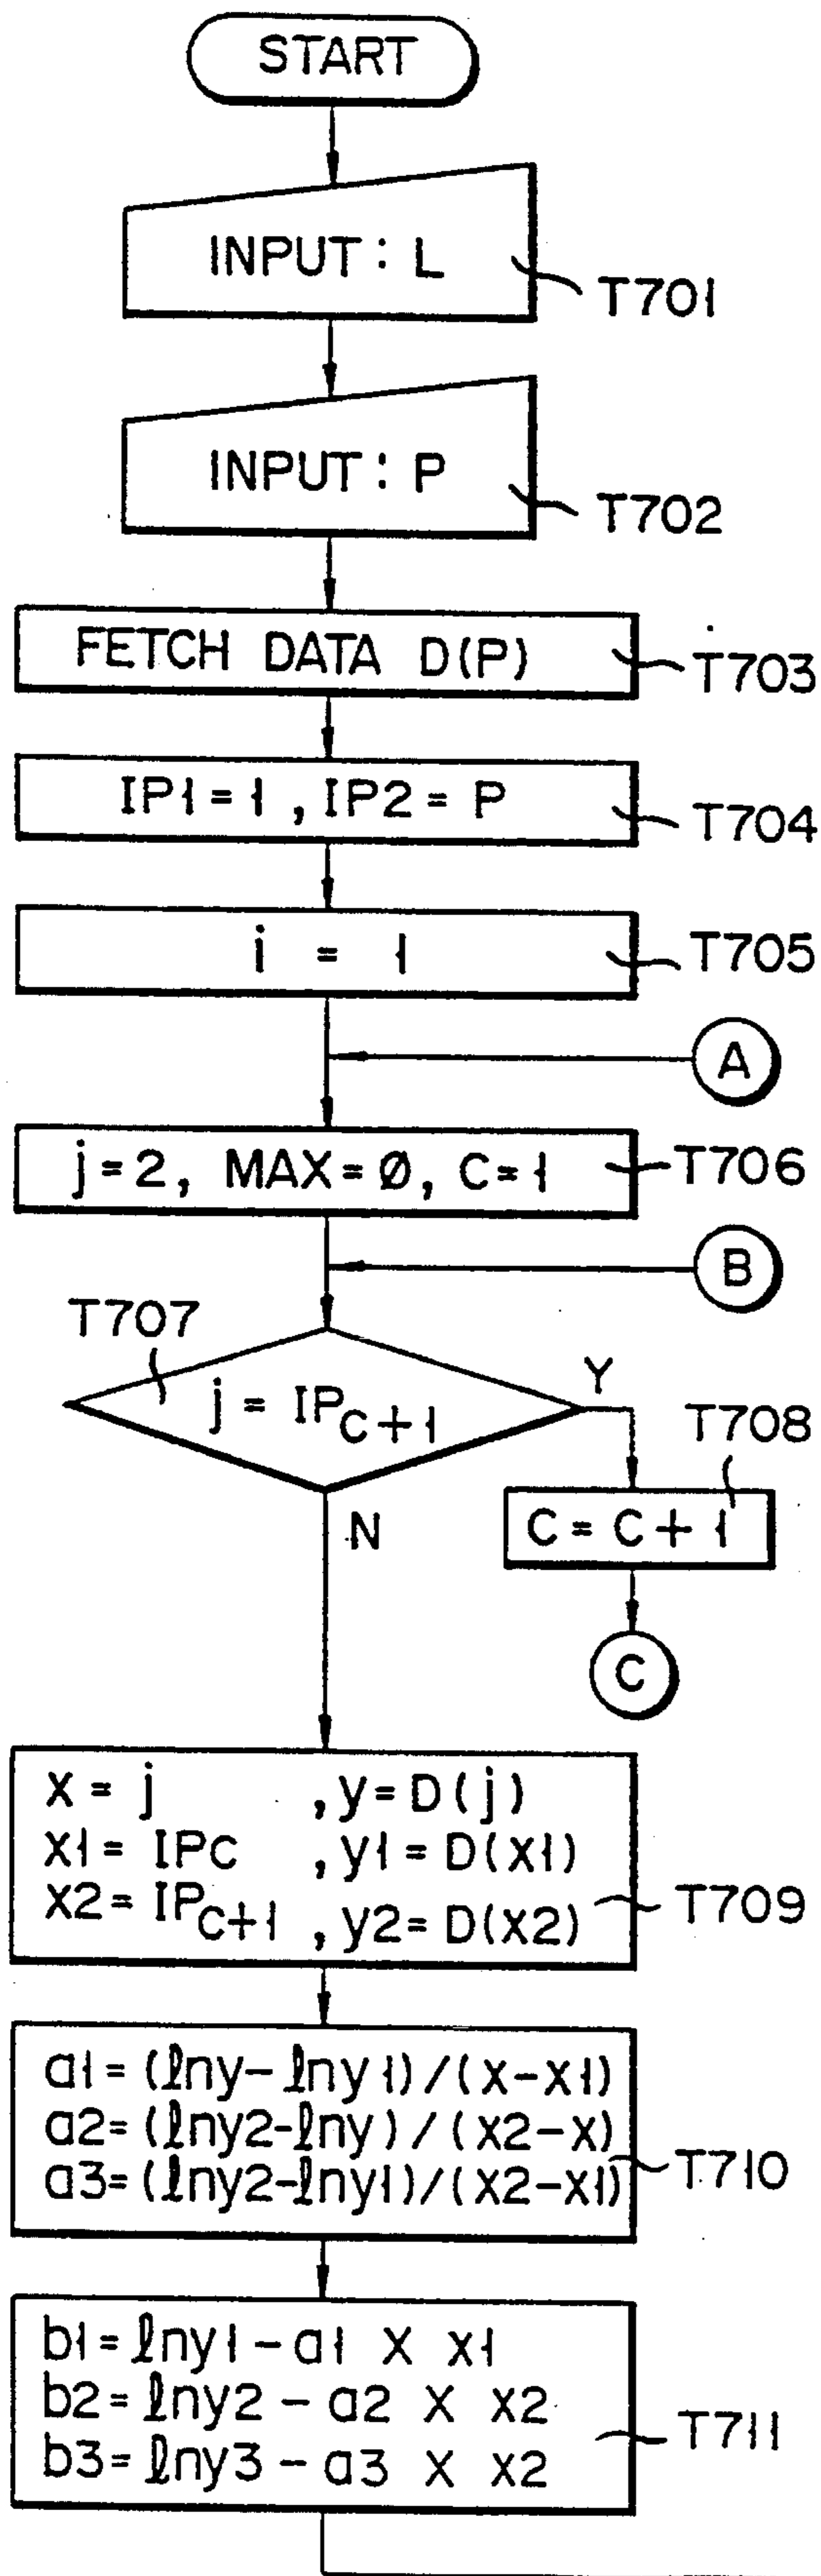 START
INPUT: L
T701
INPUT: P
T702
FETCH DATA D(P)
T703
IP1=1, IP2=P
T704
i = 1
T705
A
j=2, MAX=Ø, C=1
T706
B
T707
j = IPC+1
Y
T708
N
C=C+1
C
x=j , y=D(j)
x1=IPC , y1=D(x1)
x2=IPC+1 , y2=D(x2)
T709
a1=(lny-lny1)/(x-x1)
a2=(lny2-lny)/(x2-x)
a3=(lny2-lny1)/(x2-x1)
T710
b1=lny1-a1 X x1
b2=lny2-a2 X x2
b3=lny3-a3 X x2
T711